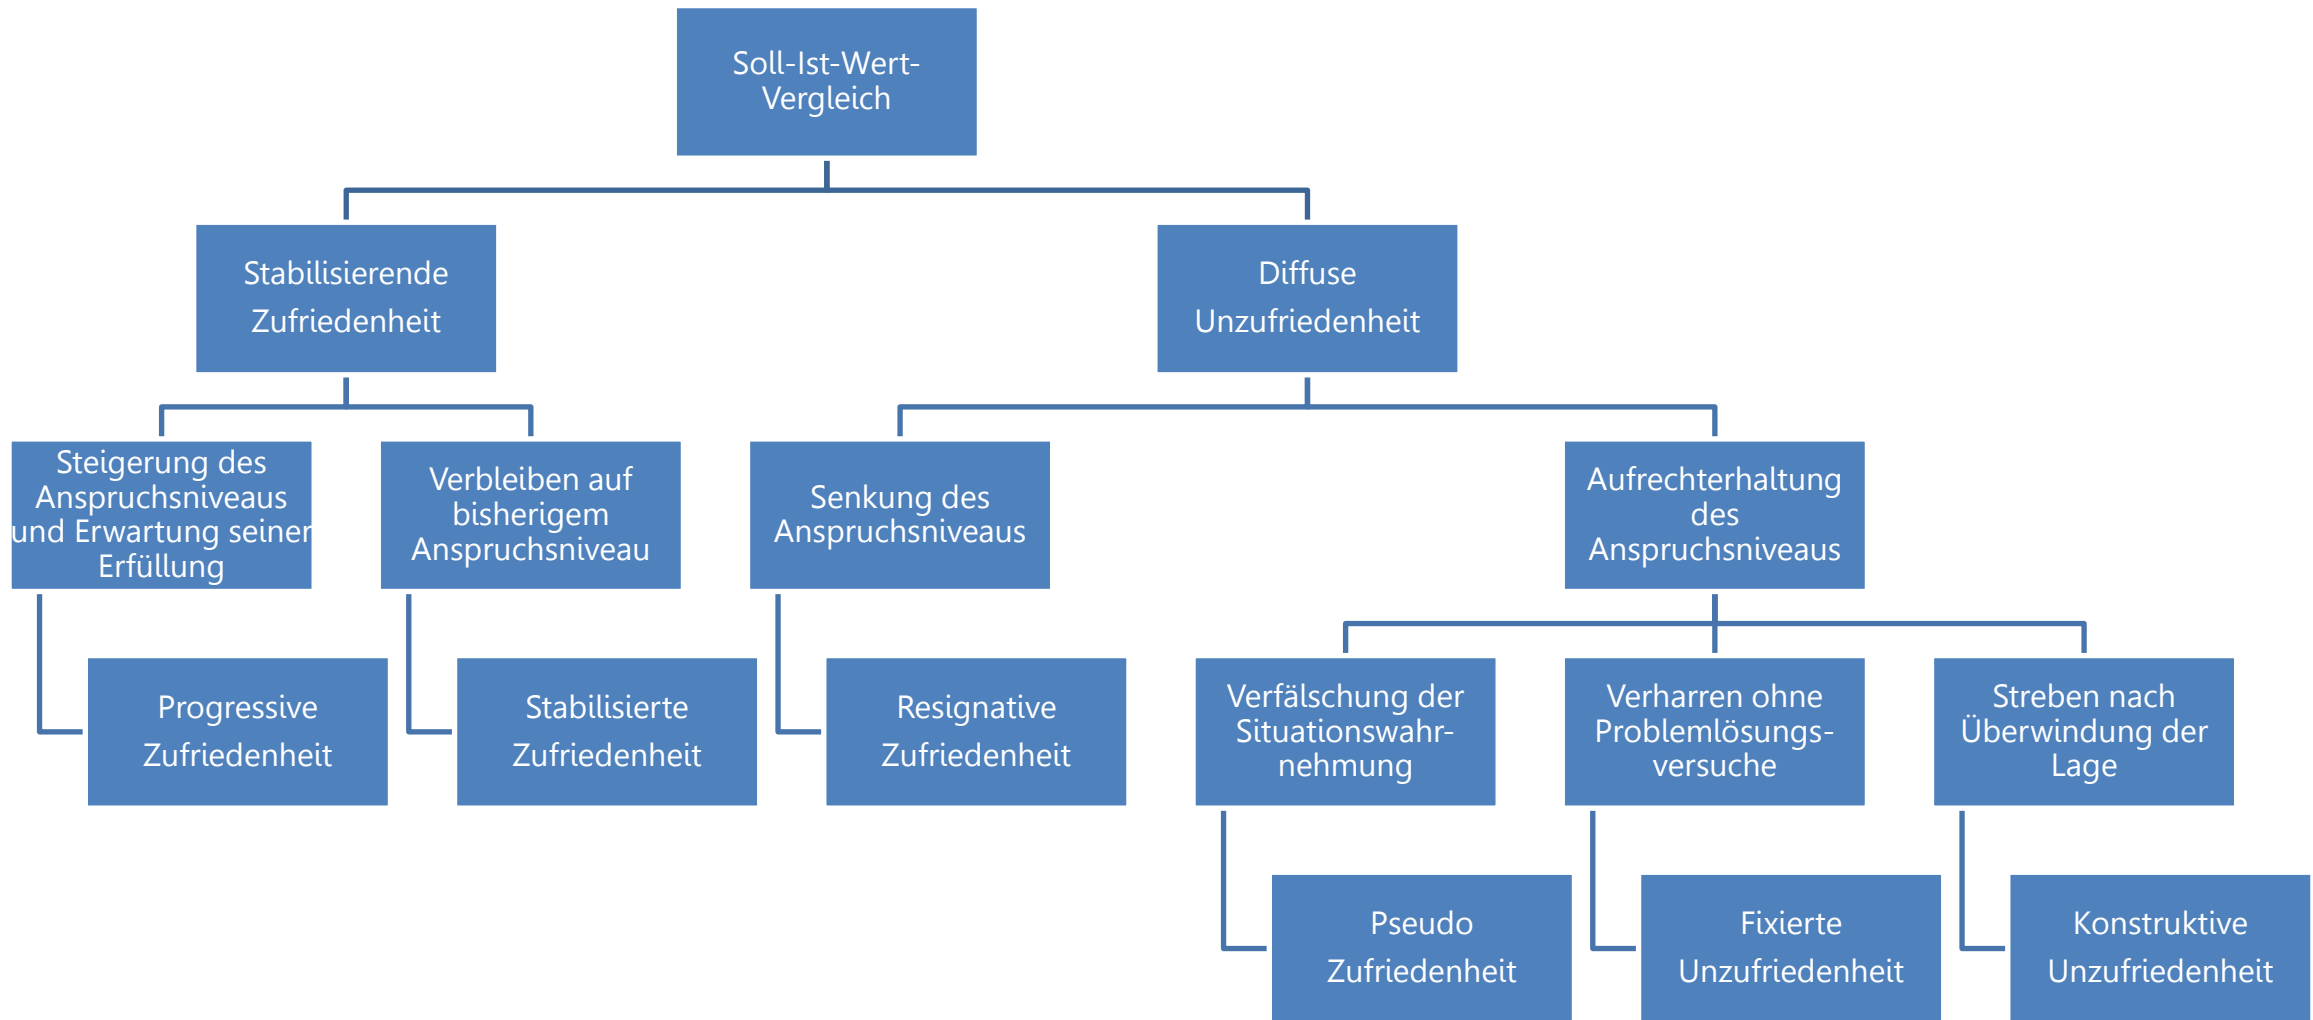 Soll-Ist-Wert-
Vergleich
Stabilisierende
Zufriedenheit
Diffuse
Unzufriedenheit
Steigerung des
Anspruchsniveaus
und Erwartung seiner
Erfüllung
Verbleiben auf
bisherigem
Anspruchsniveau
Senkung des
Anspruchsniveaus
Aufrechterhaltung
des
Anspruchsniveaus
Progressive
Zufriedenheit
Stabilisierte
Zufriedenheit
Resignative
Zufriedenheit
Verfälschung der
Situationswahr-
nehmung
Verharren ohne
Problemlösungs-
versuche
Streben nach
Überwindung der
Lage
Pseudo
Zufriedenheit
Fixierte
Unzufriedenheit
Konstruktive
Unzufriedenheit